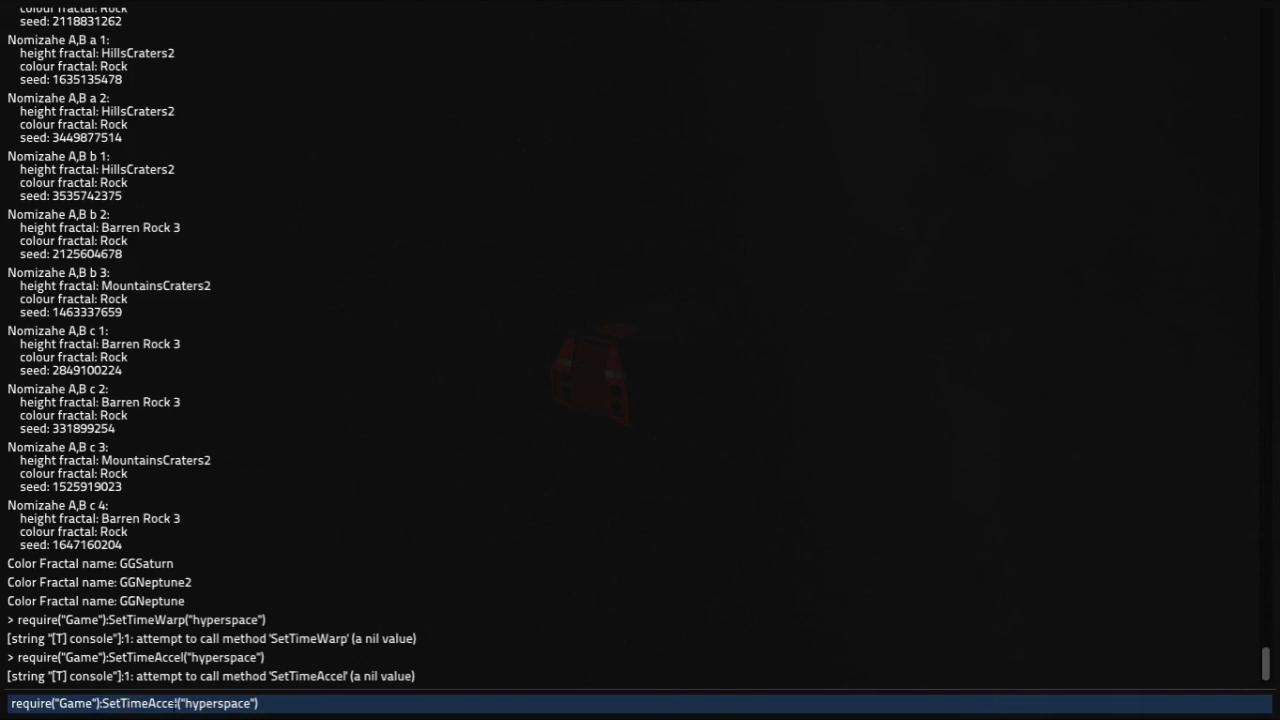 colour fractal: Rock
seed: 2118831262
Nomizahe A,B a 1:
height fractal: HillsCraters2
colour fractal: Rock
seed: 1635135478
Nomizahe A,B a 2:
height fractal: HillsCraters2
colour fractal: Rock
seed: 3449877514
Nomizahe A,B b 1:
height fractal: HillsCraters2
colour fractal: Rock
seed: 3535742375
Nomizahe A,B b 2:
height fractal: Barren Rock 3
colour fractal: Rock
seed: 2125604678
Nomizahe A,B b 3:
height fractal: MountainsCraters2
colour fractal: Rock
seed: 1463337659
Nomizahe A,B c 1:
height fractal: Barren Rock 3
colour fractal: Rock
seed: 2849100224
Nomizahe A,B c 2:
height fractal: Barren Rock 3
colour fractal: Rock
seed: 331899254
Nomizahe A,B c 3:
height fractal: MountainsCraters2
colour fractal: Rock
seed: 1525919023
Nomizahe A,B c 4:
height fractal: Barren Rock 3
colour fractal: Rock
seed: 1647160204
Color Fractal name: GGSaturn
Color Fractal name: GGNeptune2
Color Fractal name: GGNeptune
> require("Game"):SetTimeWarp("hyperspace")
[string "[T] console"]:1: attempt to call method 'SetTimeWarp' (a nil value)
> require("Game"):SetTimeAccel("hyperspace")
[string "[T] console"]:1: attempt to call method 'SetTimeAccel' (a nil value)
require("Game"):SetTimeAccel("hyperspace")